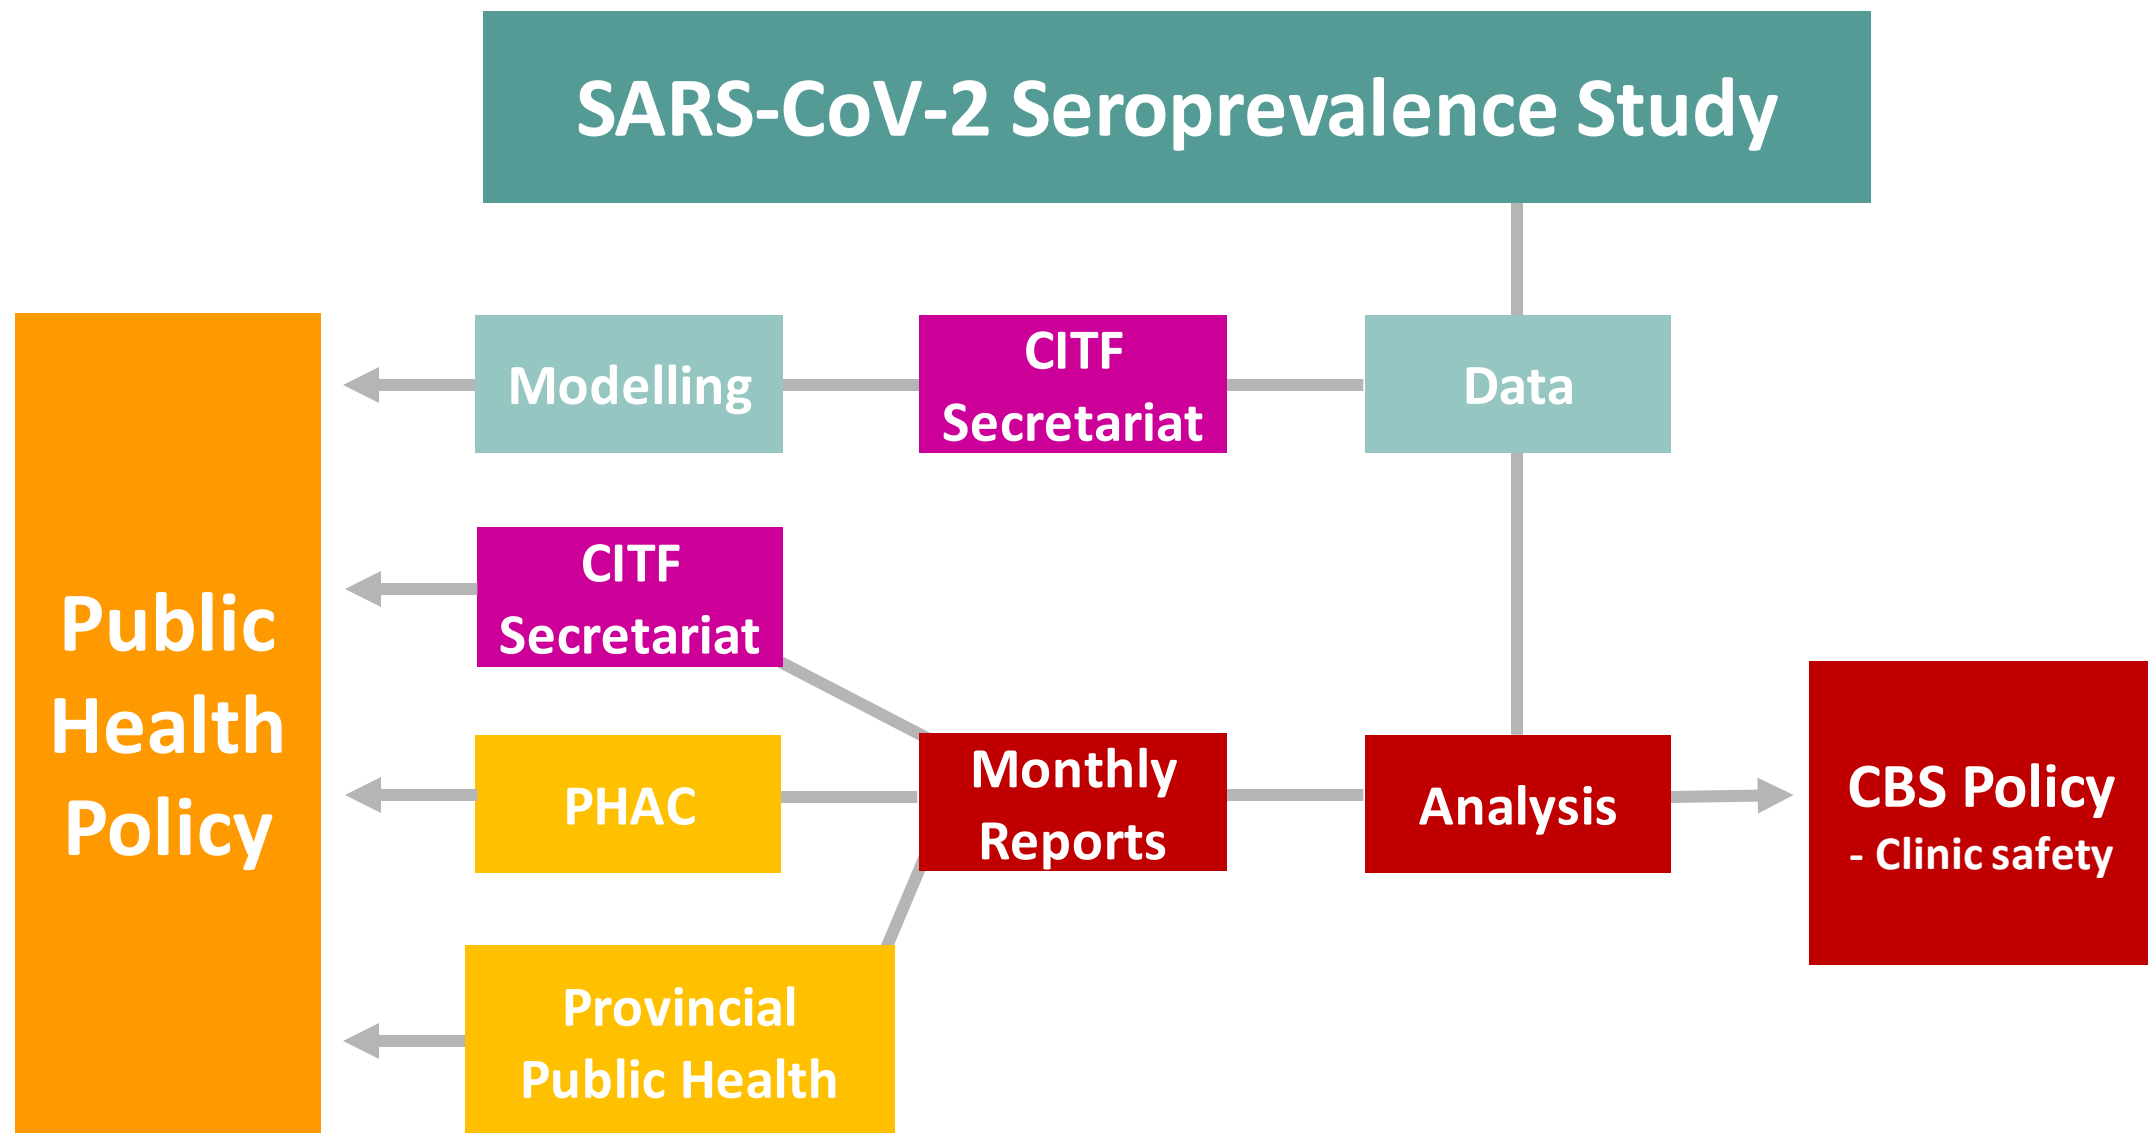 SARS-CoV-2 Seroprevalence Study
Modelling
CITF
Secretariat
Data
CITF
Secretariat
Public
Health
Policy
PHAC
Monthly
Reports
Analysis
CBS Policy
- Clinic safety
Provincial
Public Health